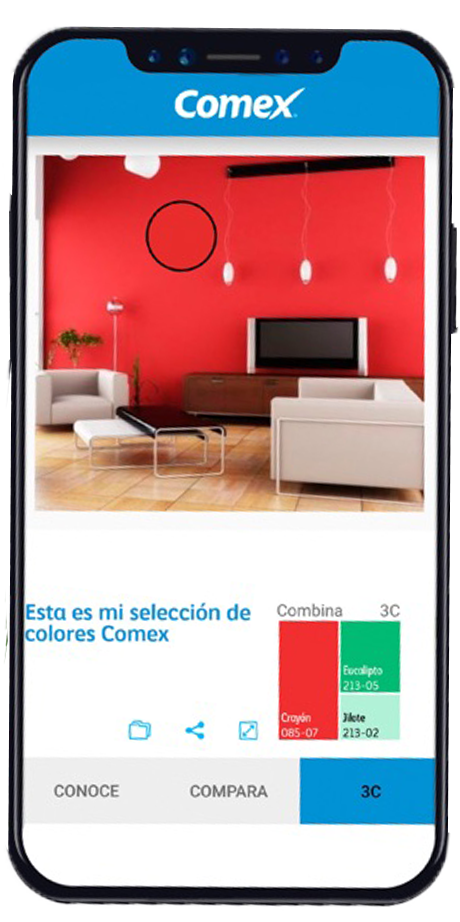 Comex
Esta es mi selección de
colores Comex
Combina 3C
Eucalipto
213-05
Crayón
085-07
Jilote
213-02
CONOCE COMPARA 3C